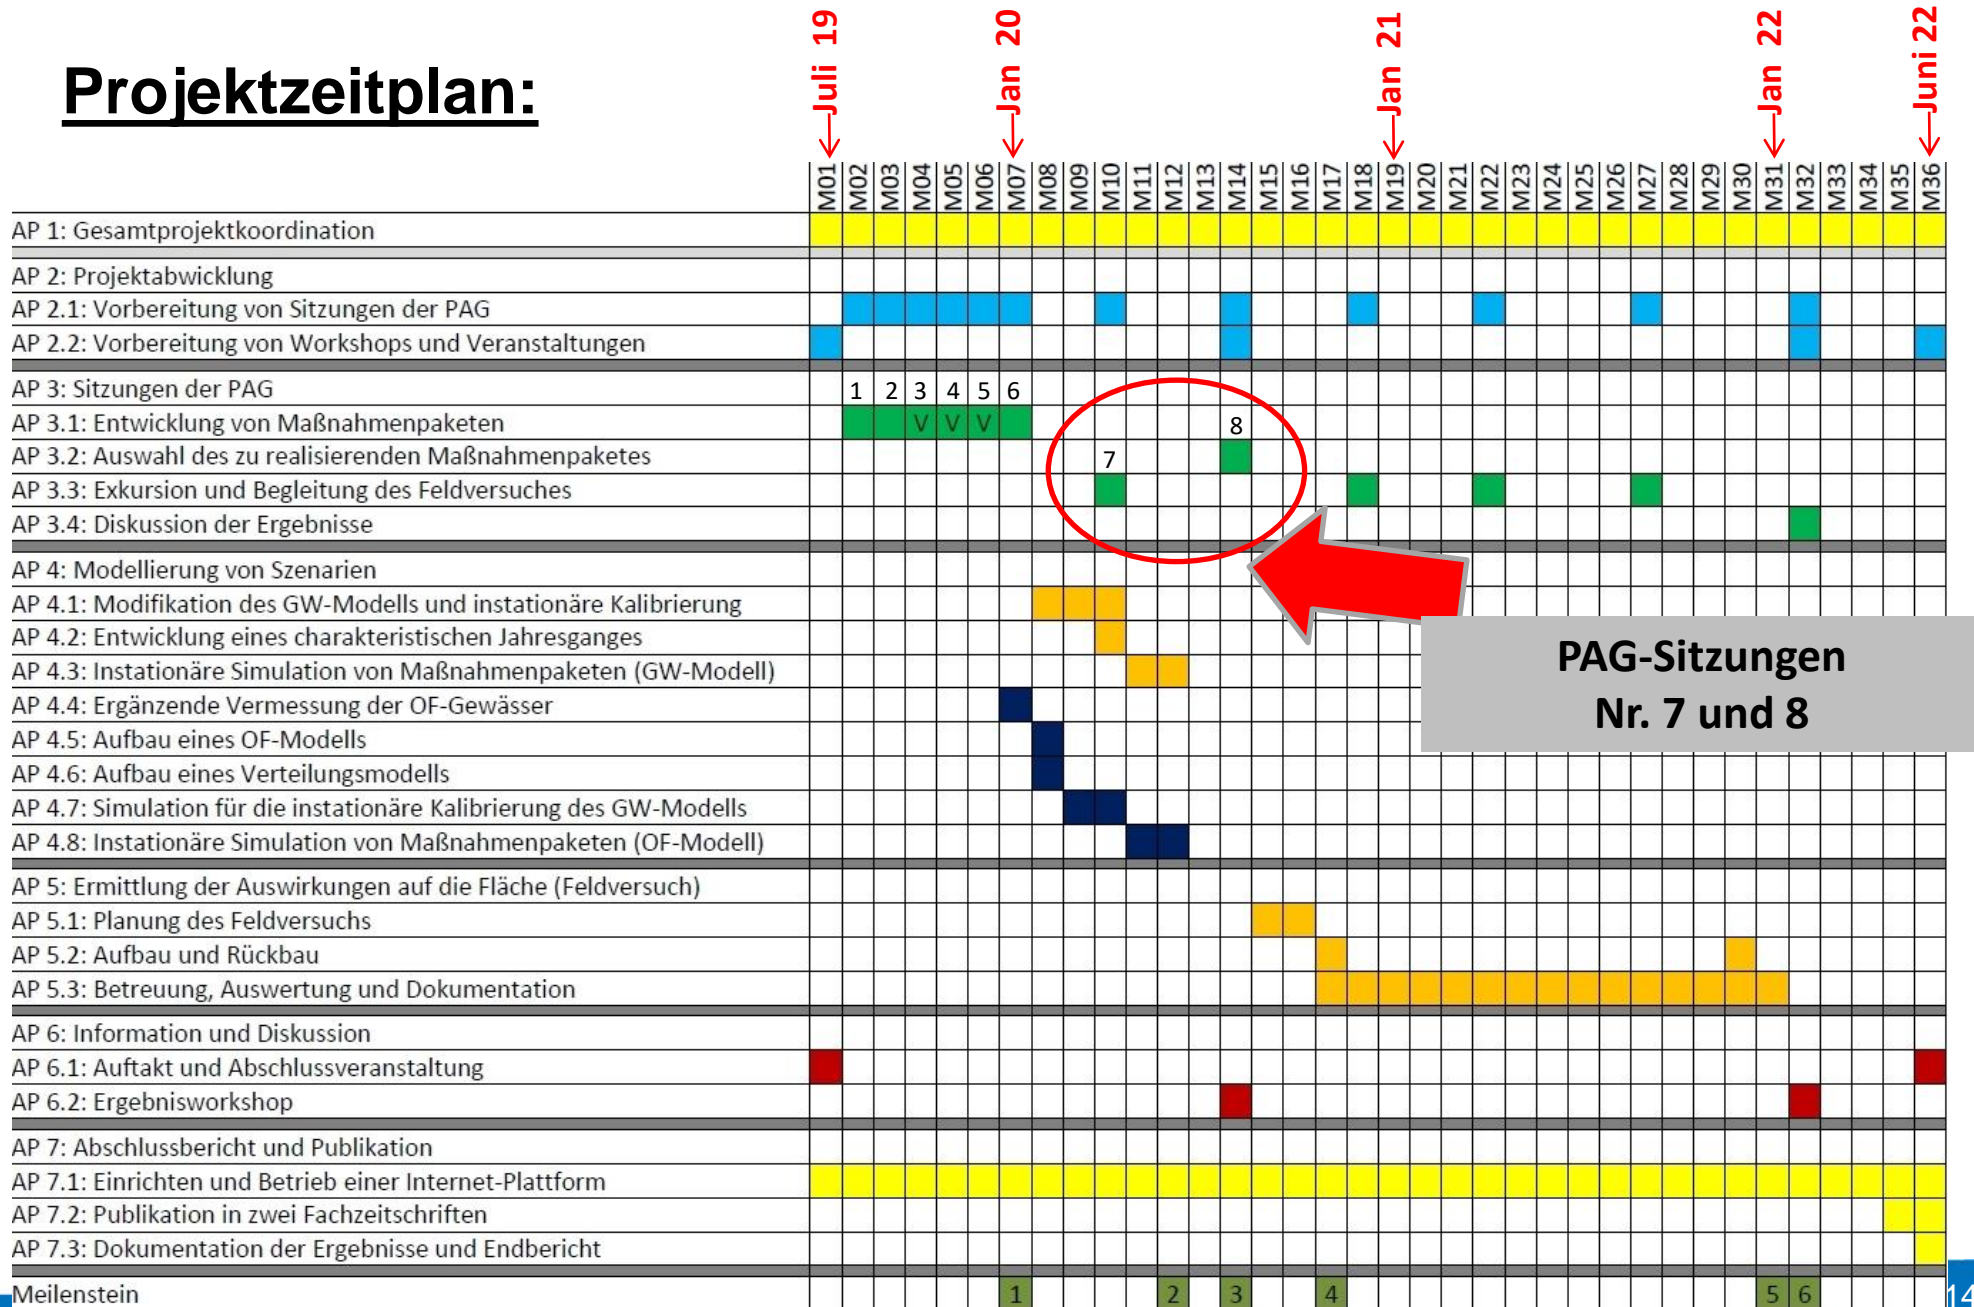 Juli 19
Jan 20
Jan 21
Jan 22
Juni 22
Projektzeitplan:
M01 M02 M03 M04 M05 M06 M07 M08 M09 M10 M11 M12 M13 M14 M15 M16 M17 M18 M19 M20 M21 M22 M23 M24 M25 M26 M27 M28 M29 M30 M31 M32 M33 M34 M35 M36
AP 1: Gesamtprojektkoordination
AP 2: Projektabwicklung
AP 2.1: Vorbereitung von Sitzungen der PAG
AP 2.2: Vorbereitung von Workshops und Veranstaltungen
AP 3: Sitzungen der PAG 1 2 3 4 5 6
AP 3.1: Entwicklung von Maßnahmenpaketen V V V 8
AP 3.2: Auswahl des zu realisierenden Maßnahmenpaketes 7
AP 3.3: Exkursion und Begleitung des Feldversuches
AP 3.4: Diskussion der Ergebnisse
AP 4: Modellierung von Szenarien
AP 4.1: Modifikation des GW-Modells und instationäre Kalibrierung
AP 4.2: Entwicklung eines charakteristischen Jahresganges
AP 4.3: Instationäre Simulation von Maßnahmenpaketen (GW-Modell)
PAG-Sitzungen
Nr. 7 und 8
AP 4.4: Ergänzende Vermessung der OF-Gewässer
AP 4.5: Aufbau eines OF-Modells
AP 4.6: Aufbau eines Verteilungsmodells
AP 4.7: Simulation für die instationäre Kalibrierung des GW-Modells
AP 4.8: Instationäre Simulation von Maßnahmenpaketen (OF-Modell)
AP 5: Ermittlung der Auswirkungen auf die Fläche (Feldversuch)
AP 5.1: Planung des Feldversuchs
AP 5.2: Aufbau und Rückbau
AP 5.3: Betreuung, Auswertung und Dokumentation
AP 6: Information und Diskussion
AP 6.1: Auftakt und Abschlussveranstaltung
AP 6.2: Ergebnisworkshop
AP 7: Abschlussbericht und Publikation
AP 7.1: Einrichten und Betrieb einer Internet-Plattform
AP 7.2: Publikation in zwei Fachzeitschriften
AP 7.3: Dokumentation der Ergebnisse und Endbericht
Meilenstein 1 2 3 4 5 6
14